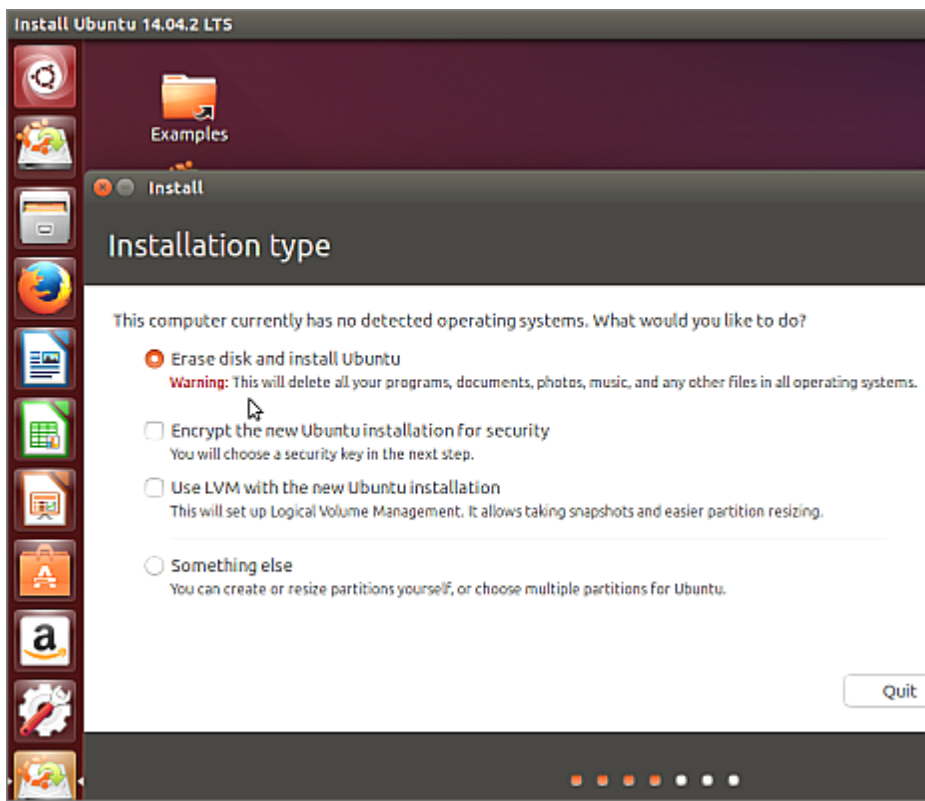 Install Ubuntu 14.04.2 LTS
Examples
Install
Installation type
This computer currently has no detected operating systems. What would you like to do?
Erase disk and install Ubuntu
Warning: This will delete all your programs, documents, photos, music, and any other files in all operating systems.
Encrypt the new Ubuntu installation for security
You will choose a security key in the next step.
Use LVM with the new Ubuntu installation
This will set up Logical Volume Management. It allows taking snapshots and easier partition resizing.
Something else
You can create or resize partitions yourself, or choose multiple partitions for Ubuntu.
a
Quit